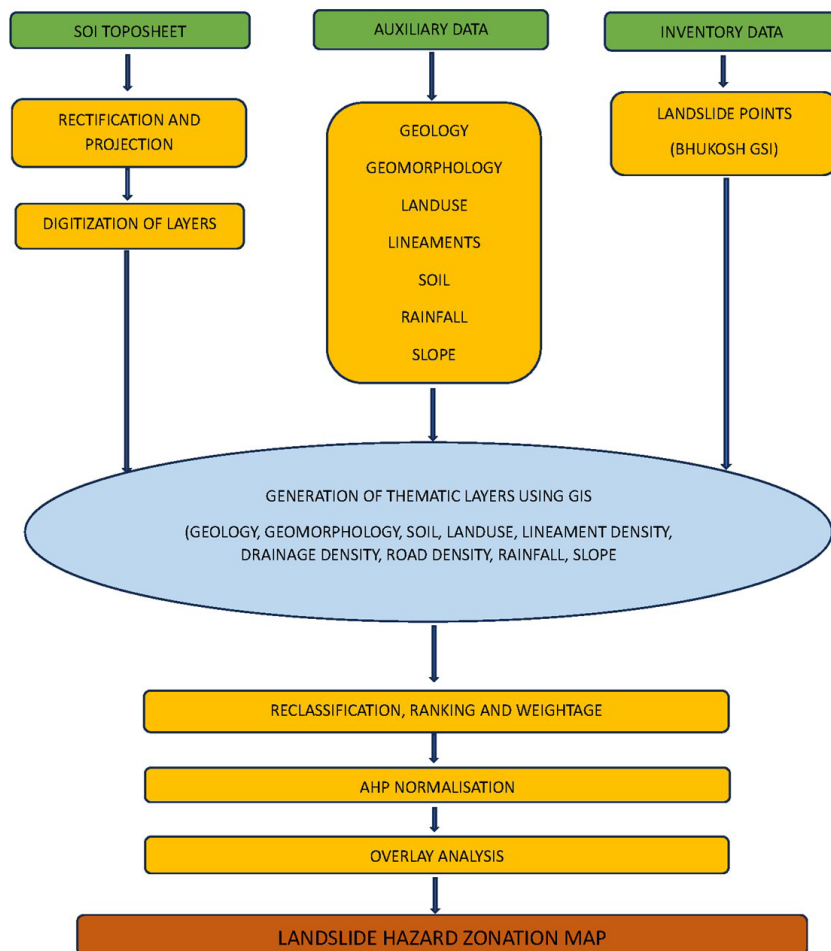 SOI TOPOSHEET
RECTIFICATION AND
PROJECTION
DIGITIZATION OF LAYERS
AUXILIARY DATA
GEOLOGY
GEOMORPHOLOGY
LANDUSE
LINEAMENTS
SOIL
RAINFALL
SLOPE
INVENTORY DATA
LANDSLIDE POINTS
(BHUKOSH GSI)
GENERATION OF THEMATIC LAYERS USING GIS
(GEOLOGY, GEOMORPHOLOGY, SOIL, LANDUSE, LINEAMENT DENSITY,
DRAINAGE DENSITY, ROAD DENSITY, RAINFALL, SLOPE
RECLASSIFICATION, RANKING AND WEIGHTAGE
AHP NORMALISATION
OVERLAY ANALYSIS
LANDSLIDE HAZARD ZONATION MAP